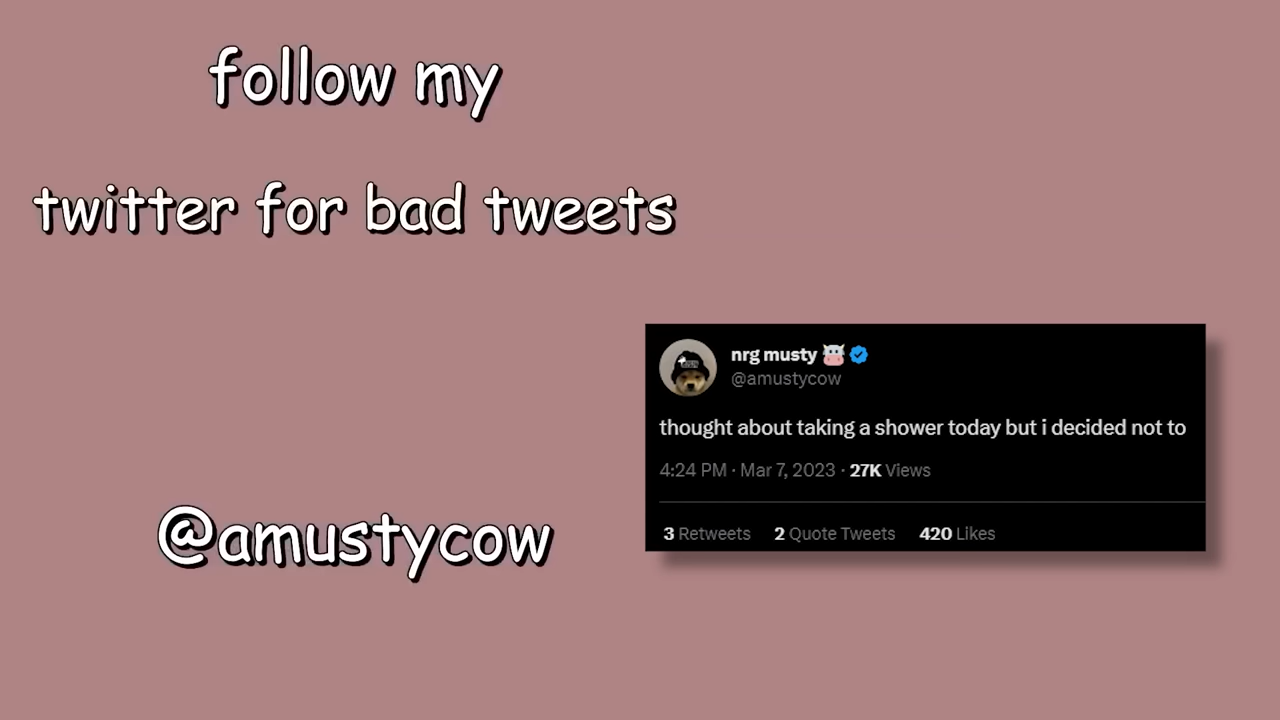 follow my
twitter for bad tweets
@amustycow
nrg musty 🐮
@amustycow
thought about taking a shower today but i decided not to
4:24 PM · Mar 7, 2023 · 27K Views
3 Retweets 2 Quote Tweets 420 Likes